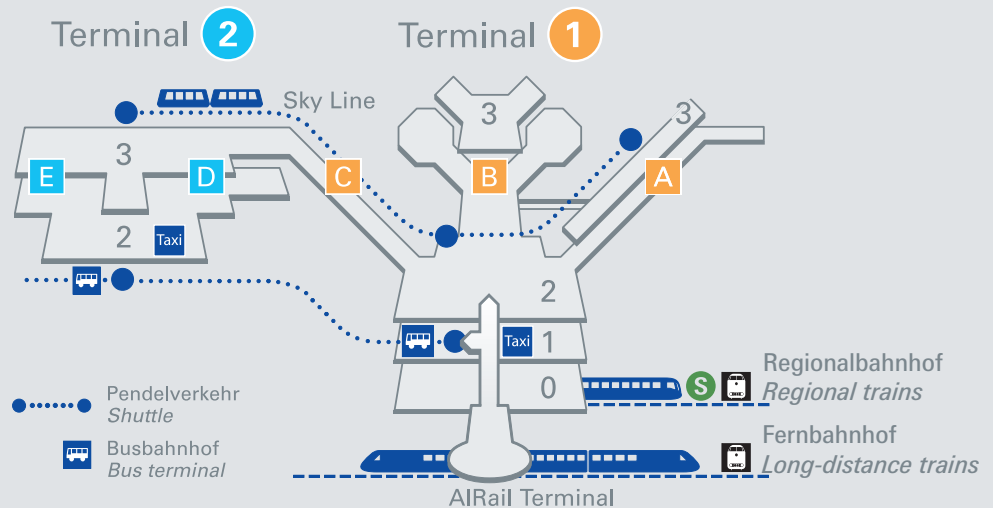 Terminal 2
Terminal 1
Sky Line
3
3
3
E
D
C
B
A
2
Taxi
2
Taxi
1
0
S
Regionalbahnhof
Regional trains
Pendelverkehr
Shuttle
Busbahnhof
Bus terminal
Fernbahnhof
Long-distance trains
AIRail Terminal